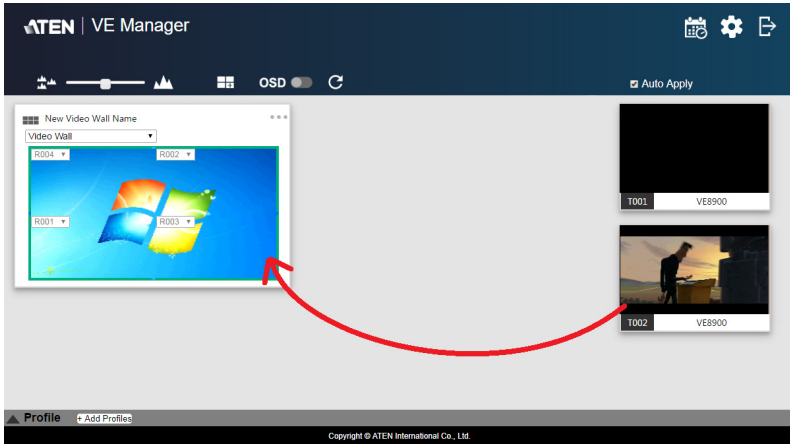 ATEN | VE Manager
OSD
Auto Apply
New Video Wall Name
Video Wall
R004 R002
R001 R003
T001 VE8900
T002 VE8900
Profile + Add Profiles
Copyright © ATEN International Co., Ltd.